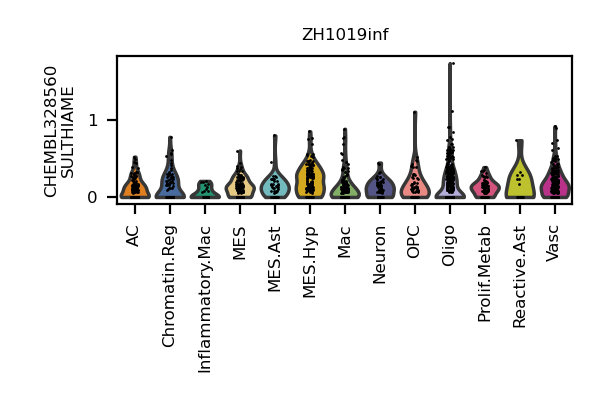 ZH1019inf
CHEMBL328560
SULTHIAME
1
0
AC
Chromatin.Reg
Inflammatory.Mac
MES
MES.Ast
MES.Hyp
Mac
Neuron
OPC
Oligo
Prolif.Metab
Reactive.Ast
Vasc